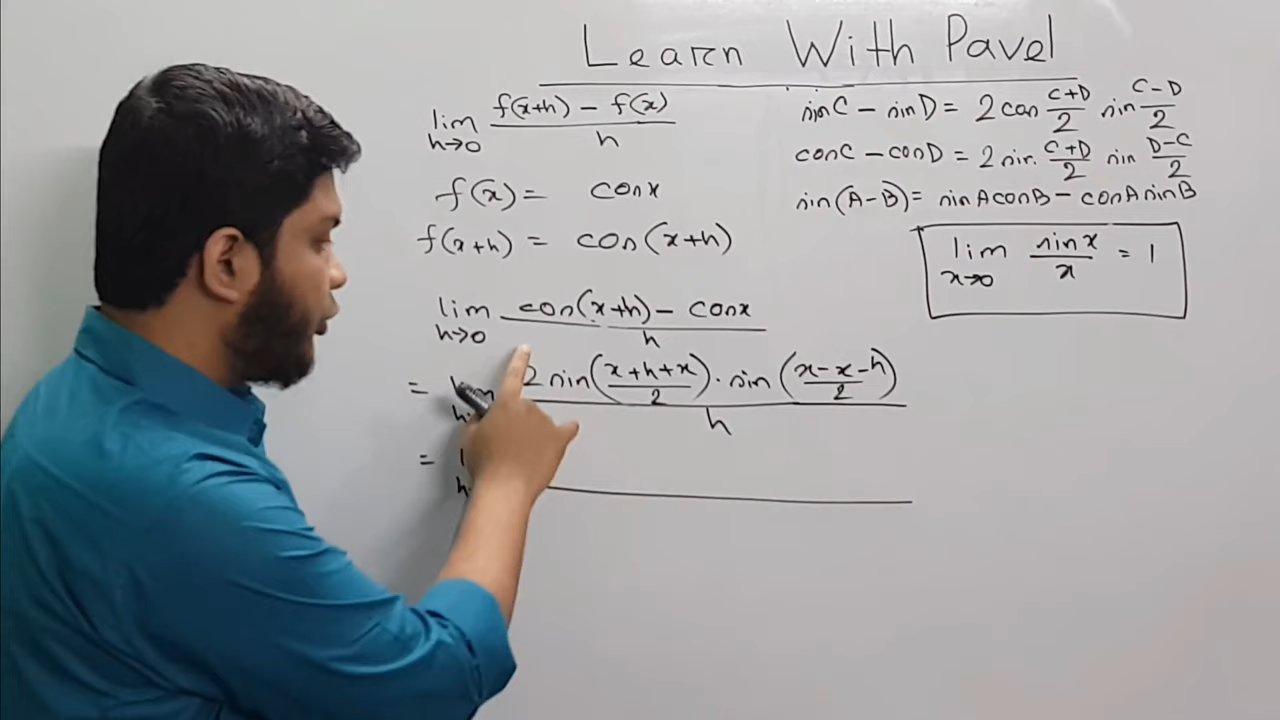 Learn With Pavel
lim h→0 f(x+h) − f(x) / h
f(x) = cosx
f(x+h) = cos(x+h)
lim h→0 cos(x+h) − cosx / h
= 2 sin(x+h+x / 2) · sin(x−x−h / 2) / h
=
sinC − sinD = 2 cos C+D/2 sin C−D/2
cosC − cosD = 2 sin. C+D/2 sin D−C/2
sin(A−B) = sinAcosB − cosAsinB
lim x→0 sinx/x = 1